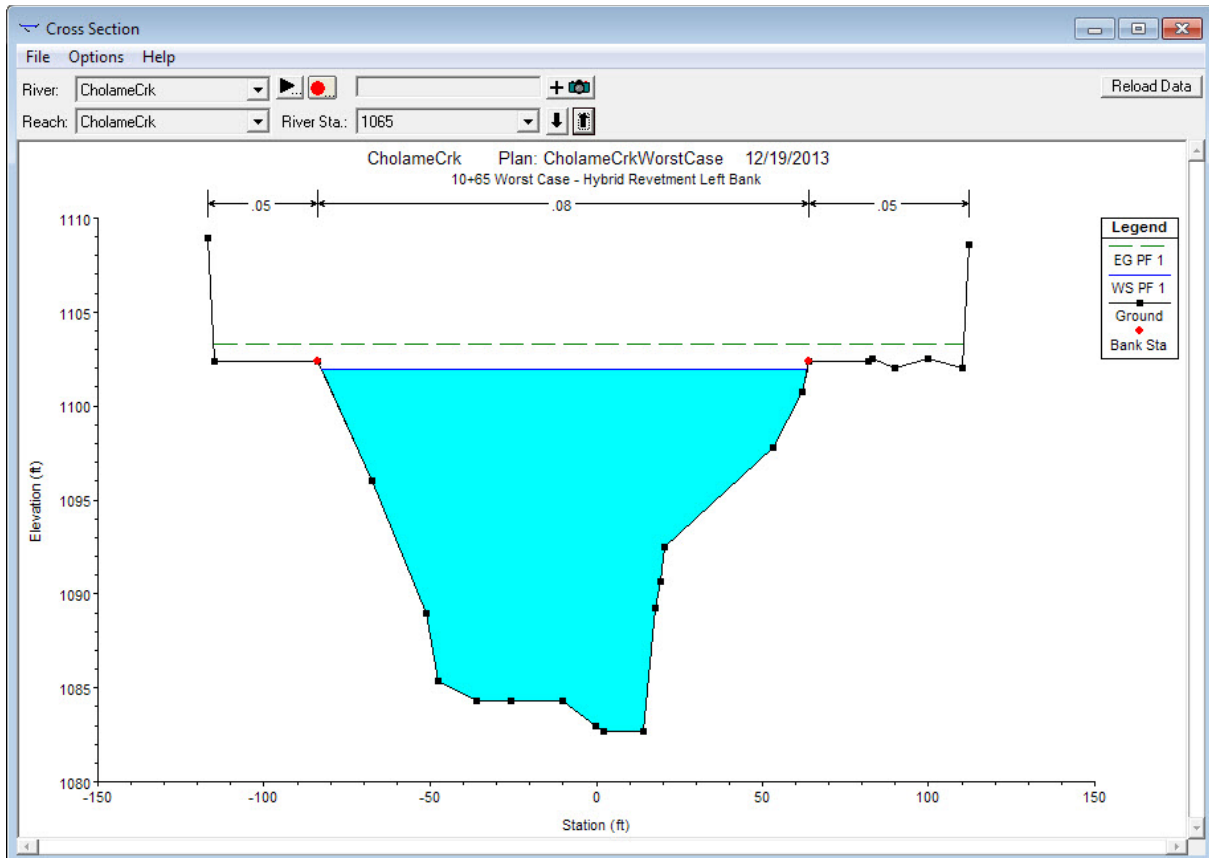 Cross Section
File Options Help
River: CholameCrk
Reload Data
Reach: CholameCrk River Sta.: 1065
CholameCrk Plan: CholameCrkWorstCase 12/19/2013
10+65 Worst Case - Hybrid Revetment Left Bank
.05 .08 .05
Legend
EG PF 1
WS PF 1
Ground
Bank Sta
Elevation (ft)
1110
1105
1100
1095
1090
1085
1080
-150 -100 -50 0 50 100 150
Station (ft)